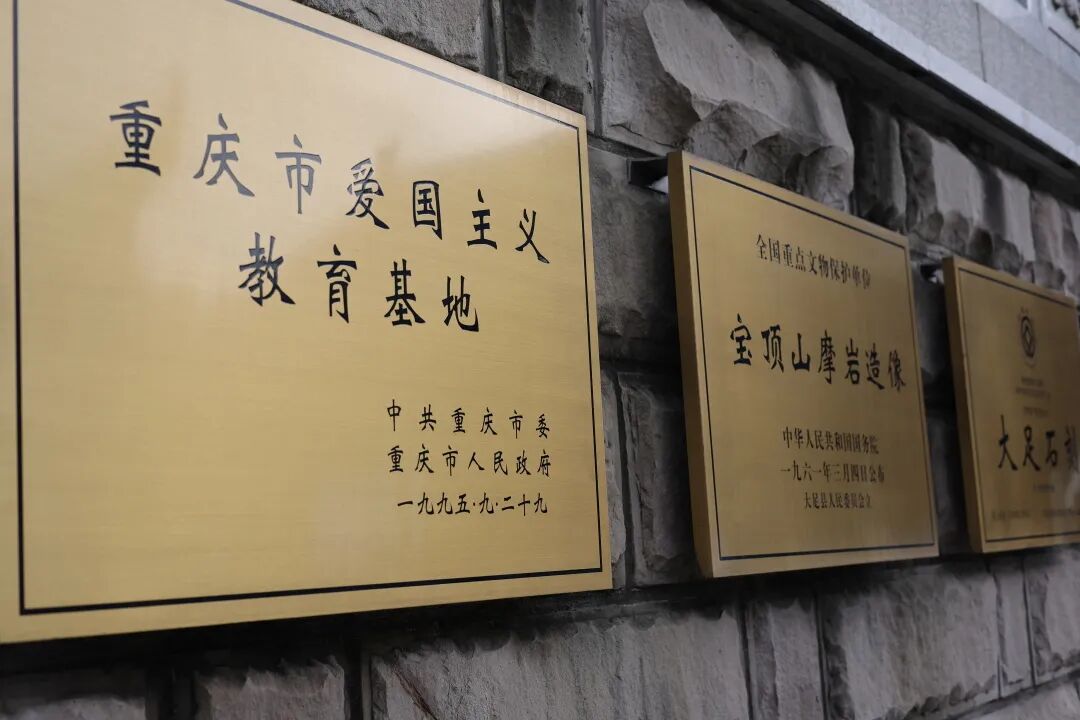 重庆市爱国主义
教育基地
中共重庆市委
重庆市人民政府
一九九五·九·二十九
全国重点文物保护单位
宝顶山摩岩造像
中华人民共和国国务院
一九六一年三月四日公布
大足县人民委员会立
大足石刻